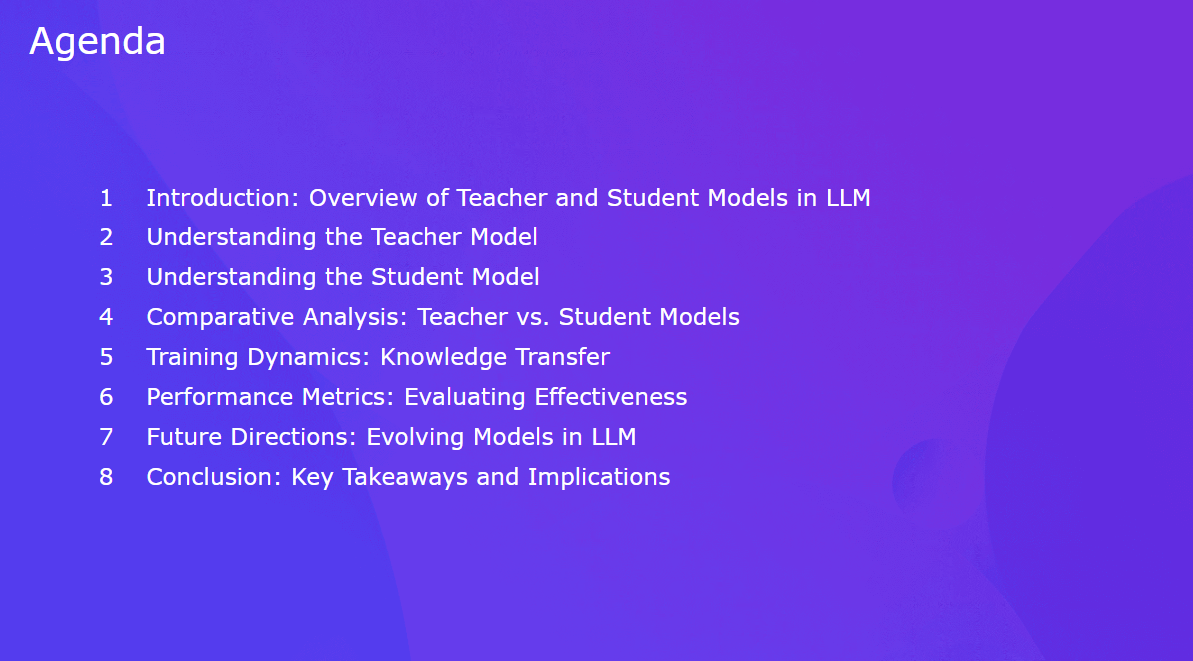 Agenda
1 Introduction: Overview of Teacher and Student Models in LLM
2 Understanding the Teacher Model
3 Understanding the Student Model
4 Comparative Analysis: Teacher vs. Student Models
5 Training Dynamics: Knowledge Transfer
6 Performance Metrics: Evaluating Effectiveness
7 Future Directions: Evolving Models in LLM
8 Conclusion: Key Takeaways and Implications